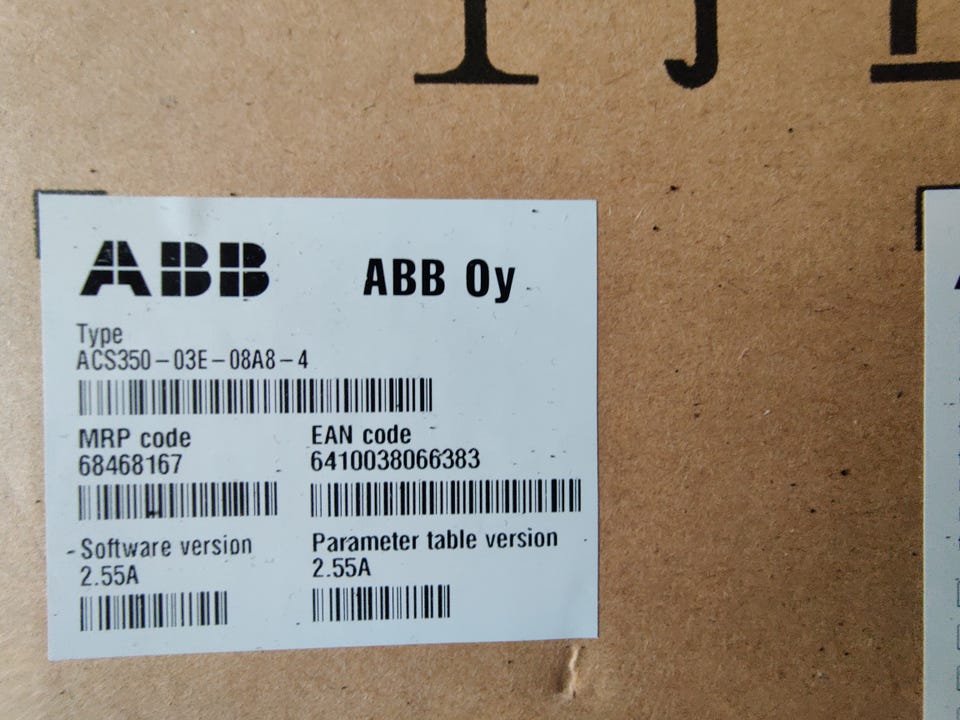 ABB ABB Oy
Type
ACS350-03E-08A8-4
MRP code EAN code
68468167 6410038066383
Software version Parameter table version
2.55A 2.55A